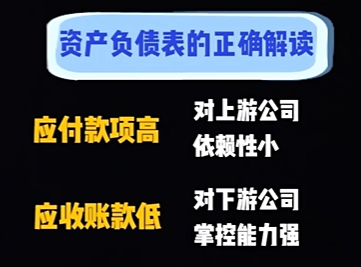 资产负债表的正确解读
应付款项高
对上游公司
依赖性小
应收账款低
对下游公司
掌控能力强